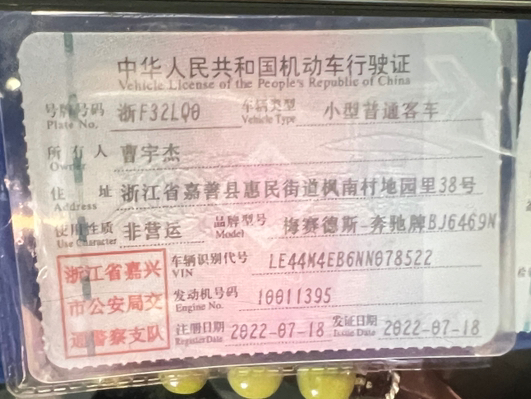 中华人民共和国机动车行驶证
Vehicle License of the People's Republic of China
号牌号码 浙F32LQ0 车辆类型 小型普通客车
Plate No. Vehicle Type
所有人 曹宇杰
Owner
住址 浙江省嘉善县惠民街道枫南村地园里38号
Address
使用性质 非营运 品牌型号 梅赛德斯-奔驰牌BJ6469N
Use Character Model
浙江省嘉兴 车辆识别代号 LE44M4EB6NN078522
VIN
市公安局交 发动机号码 10011395
Engine No.
通警察支队 注册日期 2022-07-18 发证日期 2022-07-18
Register Date Issue Date